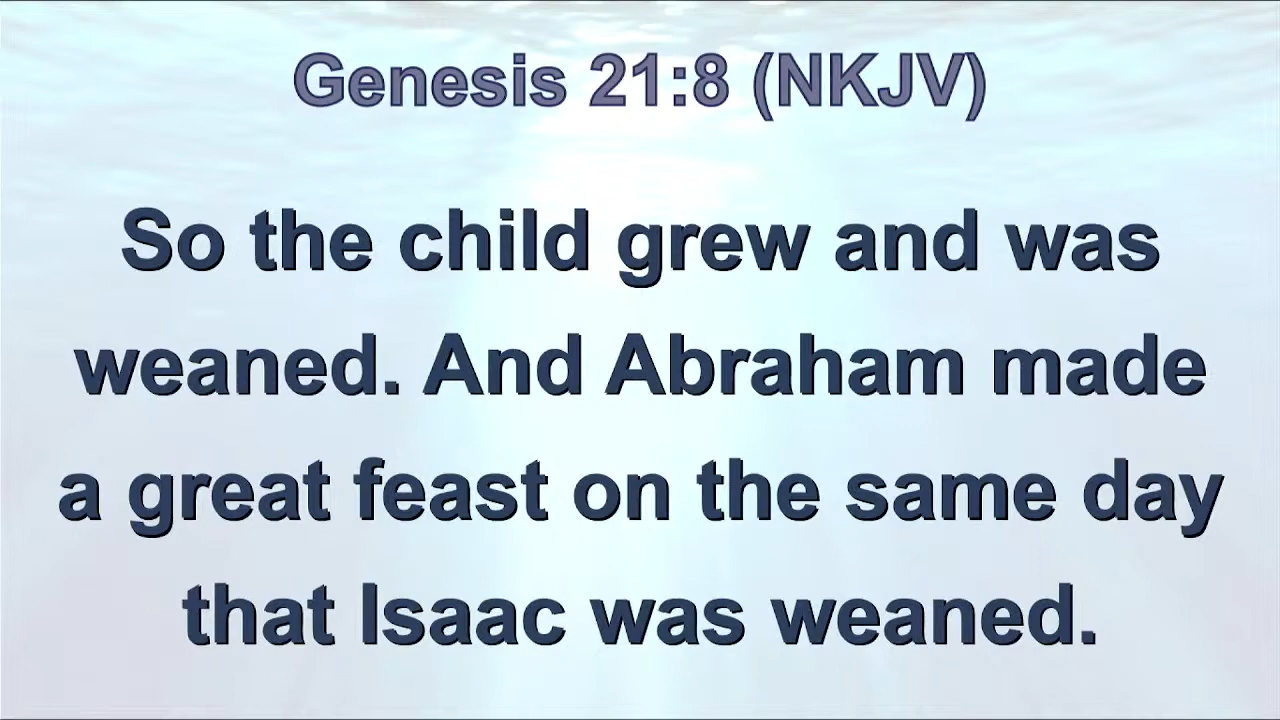 Genesis 21:8 (NKJV)
So the child grew and was
weaned. And Abraham made
a great feast on the same day
that Isaac was weaned.